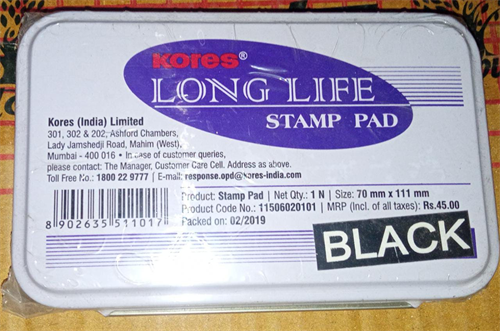 KORES®
LONG LIFE
STAMP PAD
Kores (India) Limited
301, 302 & 202, Ashford Chambers,
Lady Jamshedji Road, Mahim (West),
Mumbai - 400 016 • In case of customer queries,
please contact: The Manager, Customer Care Cell, Address as above.
Toll Free No.: 1800 22 9777 | E-mail: response.opd@kores-india.com
8 902635 511017
Product: Stamp Pad | Net Qty.: 1 N | Size: 70 mm x 111 mm
Product Code No.: 11506020101 | MRP (Incl. of all taxes): Rs.45.00
Packed on: 02/2019
BLACK